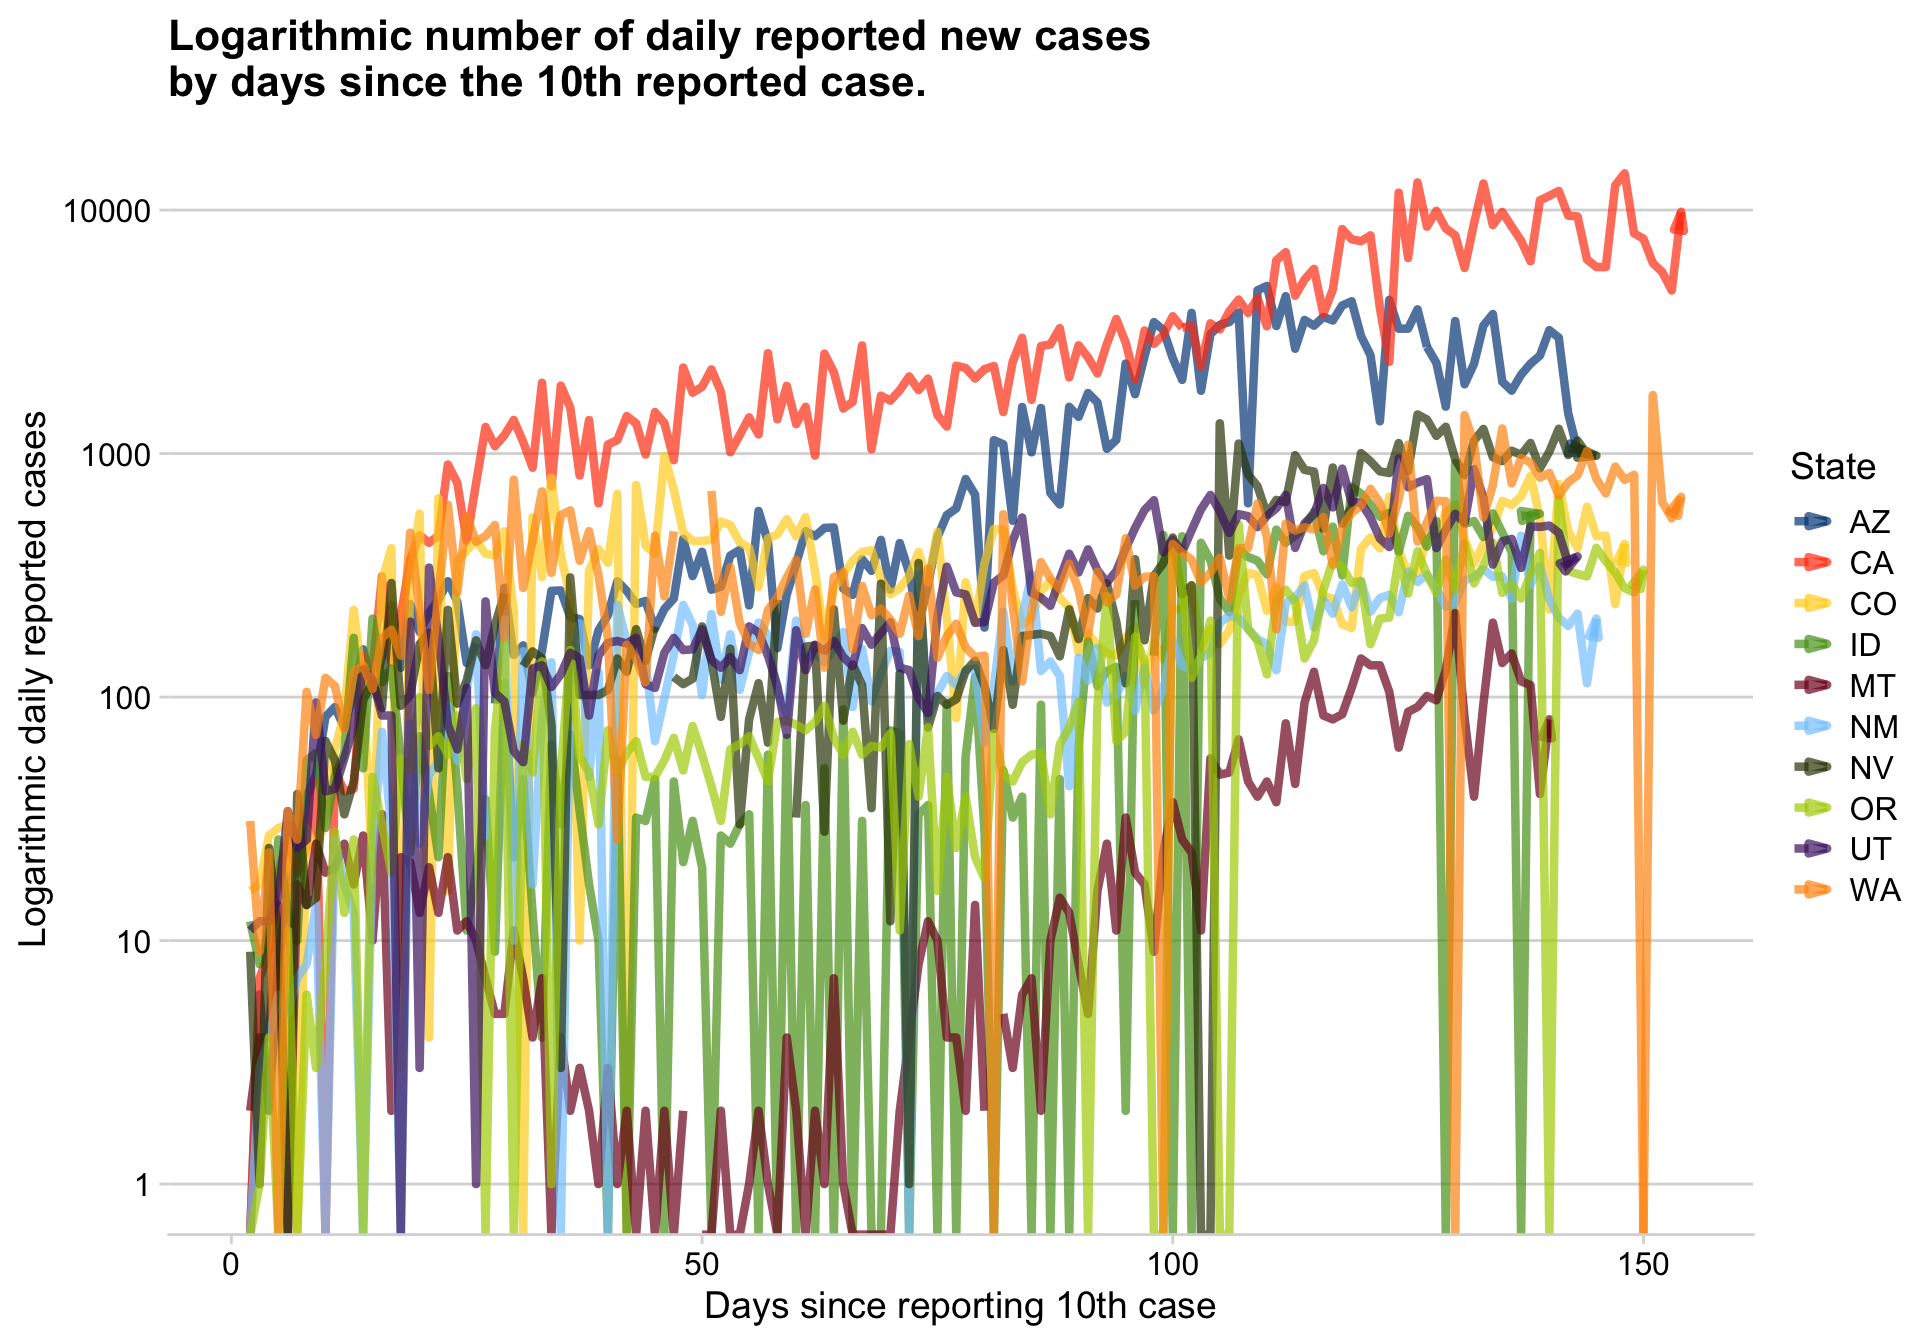 Logarithmic number of daily reported new cases
by days since the 10th reported case.
Logarithmic daily reported cases
10000
1000
100
10
1
0
50
100
150
Days since reporting 10th case
State
AZ
CA
CO
ID
MT
NM
NV
OR
UT
WA